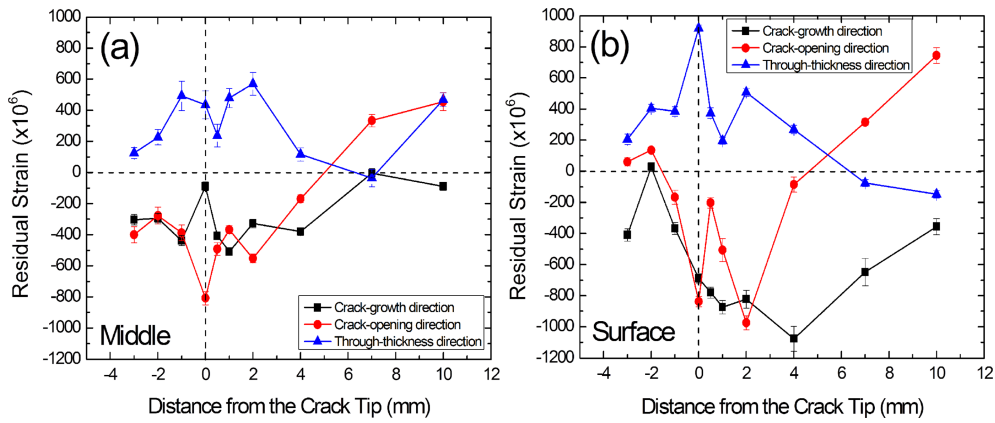 (a)
1000
800
600
400
200
0
-200
-400
-600
-800
-1000
-1200
Residual Strain (x10⁶)
Crack-growth direction
Crack-opening direction
Through-thickness direction
Middle
-4 -2 0 2 4 6 8 10 12
Distance from the Crack Tip (mm)
(b)
1000
800
600
400
200
0
-200
-400
-600
-800
-1000
-1200
Residual Strain (x10⁶)
Crack-growth direction
Crack-opening direction
Through-thickness direction
Surface
-4 -2 0 2 4 6 8 10 12
Distance from the Crack Tip (mm)